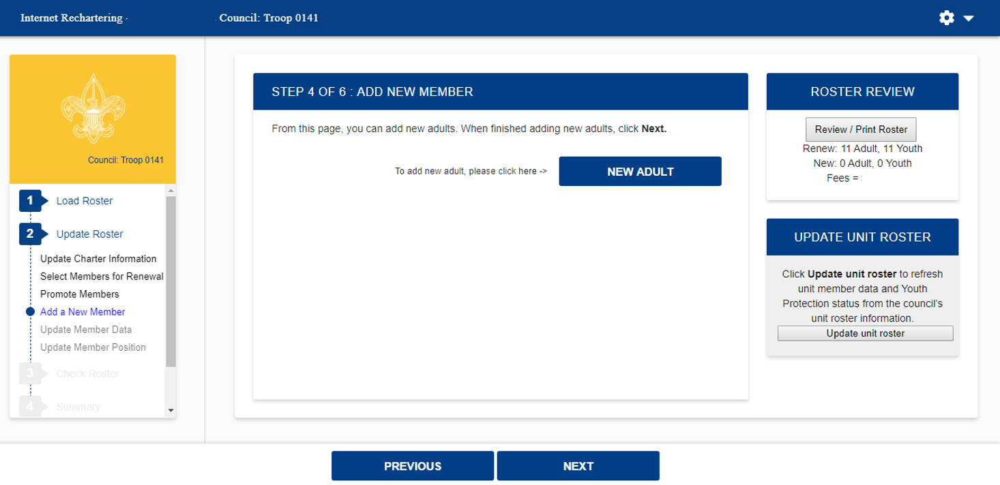 Internet Rechartering -
Council: Troop 0141
Council: Troop 0141
1 Load Roster
2 Update Roster
Update Charter Information
Select Members for Renewal
Promote Members
Add a New Member
Update Member Data
Update Member Position
3 Check Roster
4 Summary
STEP 4 OF 6 : ADD NEW MEMBER
From this page, you can add new adults. When finished adding new adults, click Next.
To add new adult, please click here ->
NEW ADULT
ROSTER REVIEW
Review / Print Roster
Renew: 11 Adult, 11 Youth
New: 0 Adult, 0 Youth
Fees =
UPDATE UNIT ROSTER
Click Update unit roster to refresh
unit member data and Youth
Protection status from the council's
unit roster information.
Update unit roster
PREVIOUS
NEXT